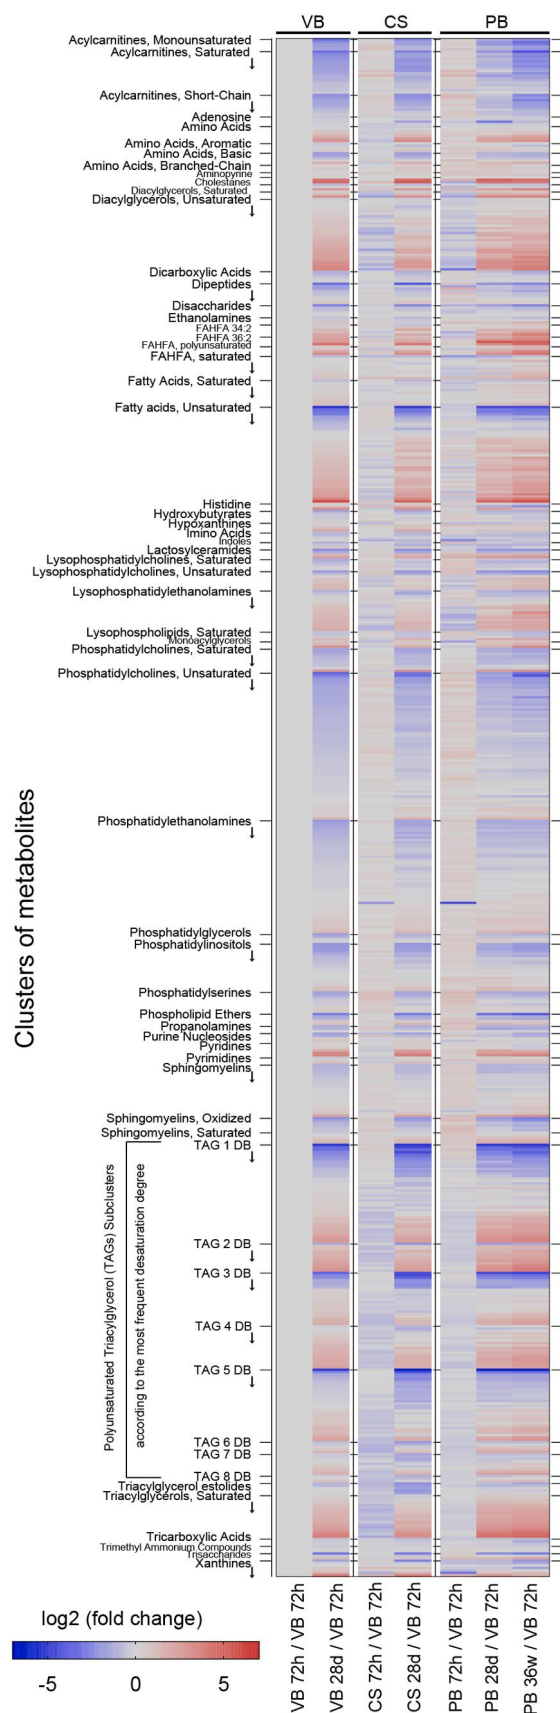 VB CS PB
Acylcarnitines, Monounsaturated
Acylcarnitines, Saturated
Acylcarnitines, Short-Chain
Adenosine
Amino Acids
Amino Acids, Aromatic
Amino Acids, Basic
Amino Acids, Branched-Chain
Aminopyrine
Cholestanes
Diacylglycerols, Saturated
Diacylglycerols, Unsaturated
Dicarboxylic Acids
Dipeptides
Disaccharides
Ethanolamines
FAHFA 34:2
FAHFA 36:2
FAHFA, polyunsaturated
FAHFA, saturated
Fatty Acids, Saturated
Fatty acids, Unsaturated
Histidine
Hydroxybutyrates
Hypoxanthines
Imino Acids
Indoles
Lactosylceramides
Lysophosphatidylcholines, Saturated
Lysophosphatidylcholines, Unsaturated
Lysophosphatidylethanolamines
Lysophospholipids, Saturated
Monoacylglycerols
Phosphatidylcholines, Saturated
Phosphatidylcholines, Unsaturated
Clusters of metabolites
Phosphatidylethanolamines
Phosphatidylglycerols
Phosphatidylinositols
Phosphatidylserines
Phospholipid Ethers
Propanolamines
Purine Nucleosides
Pyridines
Pyrimidines
Sphingomyelins
Sphingomyelins, Oxidized
Sphingomyelins, Saturated
Polyunsaturated Triacylglycerol (TAGs) Subclusters
according to the most frequent desaturation degree
TAG 1 DB
TAG 2 DB
TAG 3 DB
TAG 4 DB
TAG 5 DB
TAG 6 DB
TAG 7 DB
TAG 8 DB
Triacylglycerol estolides
Triacylglycerols, Saturated
Tricarboxylic Acids
Trimethyl Ammonium Compounds
Trisaccharides
Xanthines
VB 72h / VB 72h
VB 28d / VB 72h
CS 72h / VB 72h
CS 28d / VB 72h
PB 72h / VB 72h
PB 28d / VB 72h
PB 36w / VB 72h
log2 (fold change)
-5 0 5